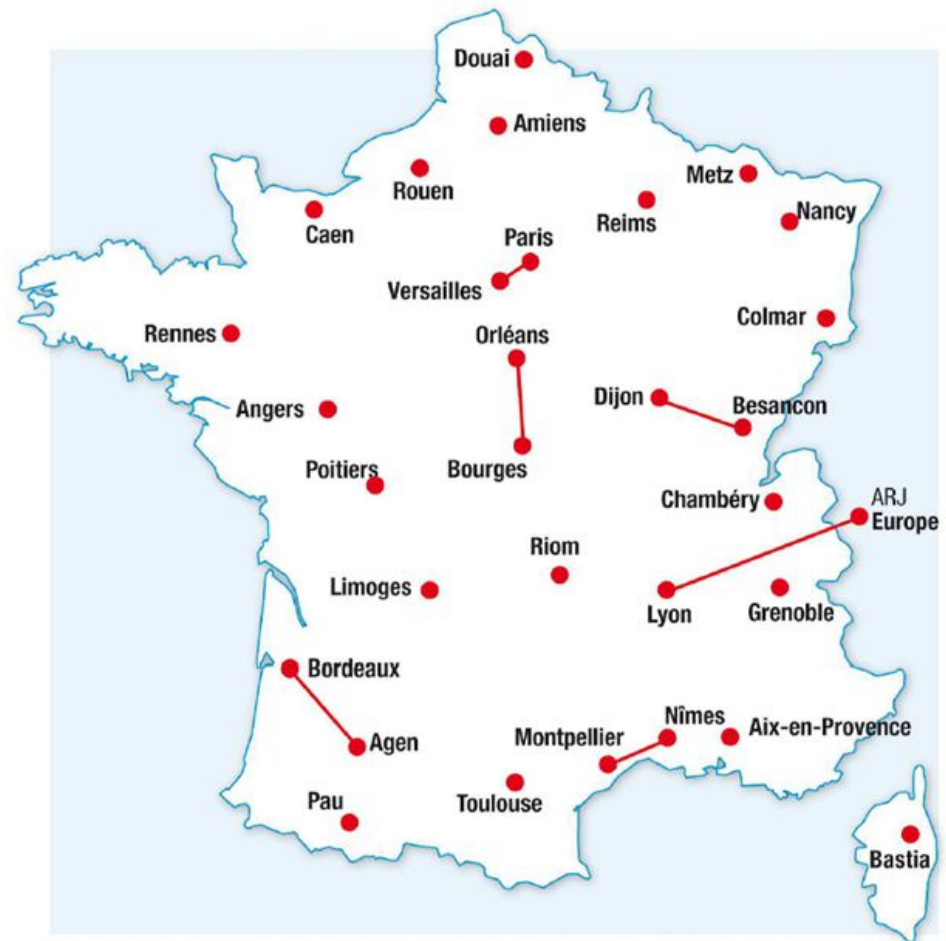 Douai
Amiens
Metz
Rouen
Reims
Nancy
Caen
Paris
Versailles
Colmar
Orléans
Rennes
Dijon
Besancon
Angers
Poitiers
Bourges
Chambéry
ARJ
Europe
Riom
Limoges
Lyon
Grenoble
Bordeaux
Nîmes
Aix-en-Provence
Montpellier
Agen
Pau
Toulouse
Bastia